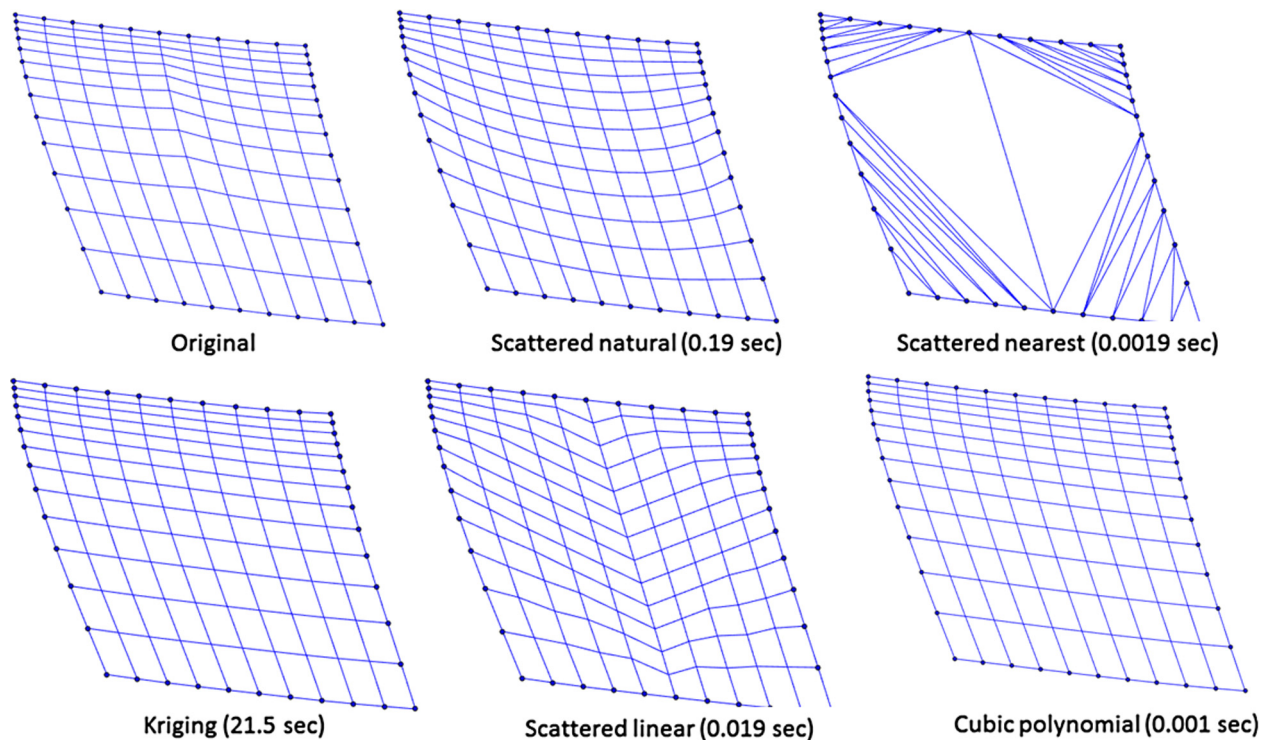 Original
Scattered natural (0.19 sec)
Scattered nearest (0.0019 sec)
Kriging (21.5 sec)
Scattered linear (0.019 sec)
Cubic polynomial (0.001 sec)